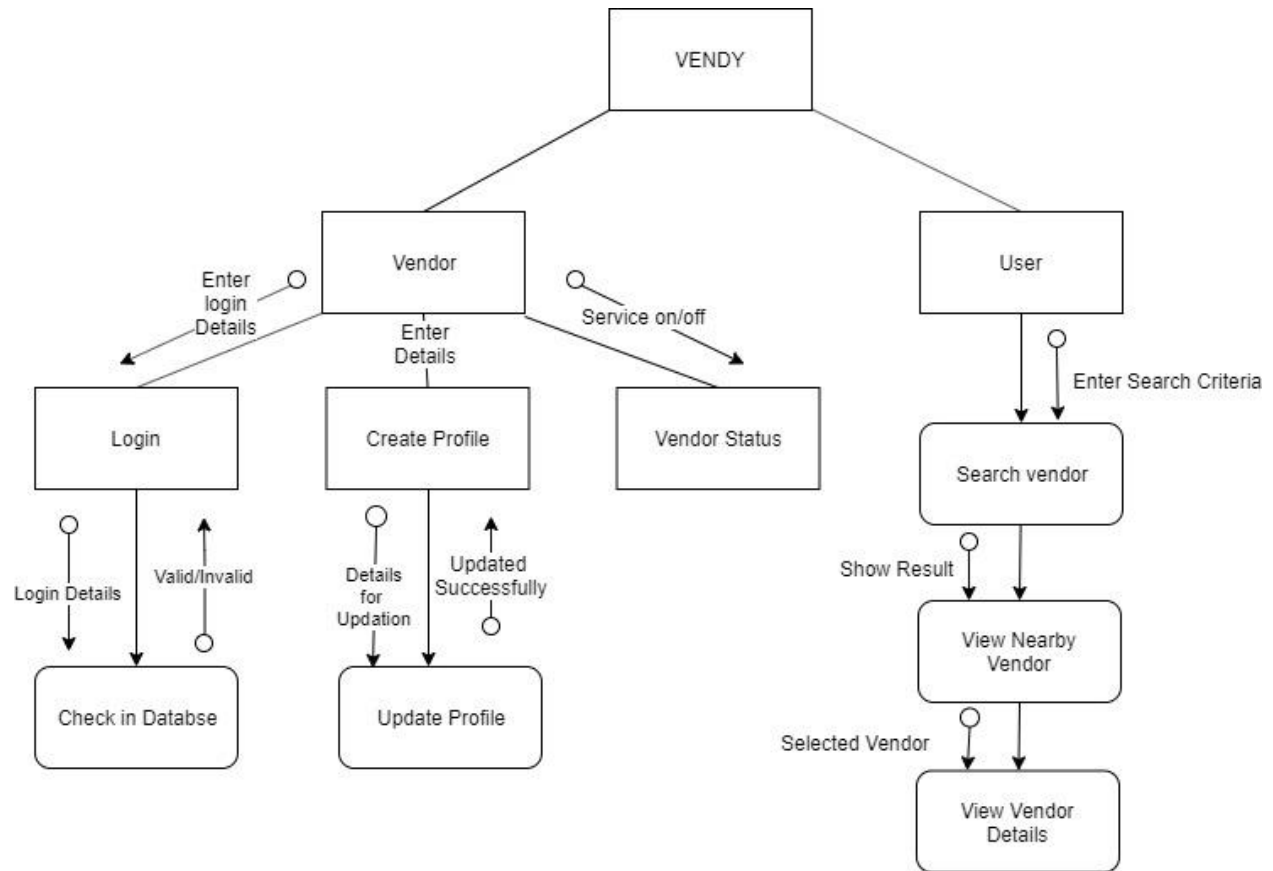 VENDY
Vendor
User
Enter
login
Details
Enter
Details
Service on/off
Enter Search Criteria
Login
Create Profile
Vendor Status
Search vendor
Login Details
Valid/Invalid
Details
for
Updation
Updated
Successfully
Show Result
View Nearby
Vendor
Check in Databse
Update Profile
Selected Vendor
View Vendor
Details